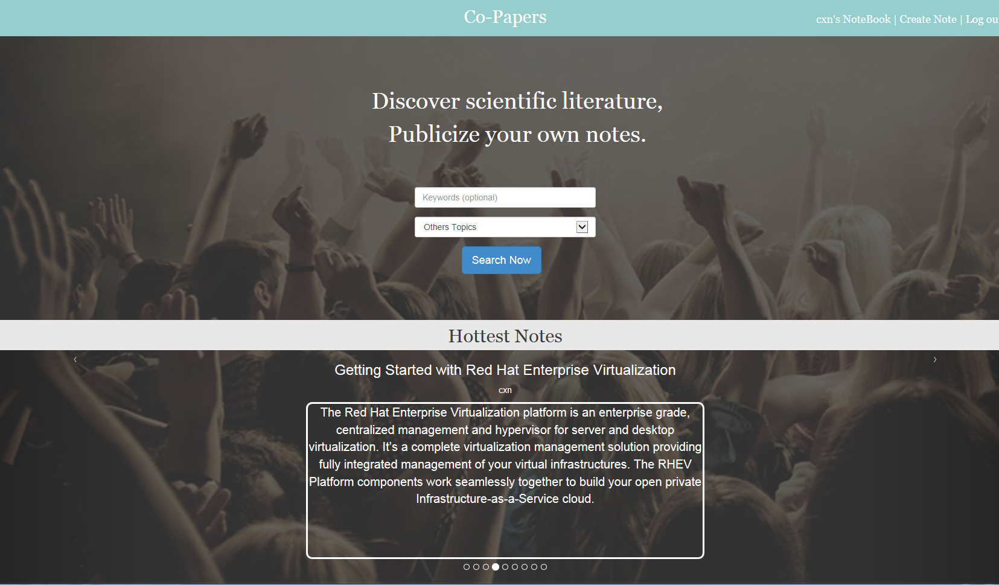 Co-Papers
cxn's NoteBook | Create Note | Log ou
Discover scientific literature,
Publicize your own notes.
Keywords (optional)
Others Topics
Search Now
Hottest Notes
‹ ›
Getting Started with Red Hat Enterprise Virtualization
cxn
The Red Hat Enterprise Virtualization platform is an enterprise grade,
centralized management and hypervisor for server and desktop
virtualization. It’s a complete virtualization management solution providing
fully integrated management of your virtual infrastructures. The RHEV
Platform components work seamlessly together to build your open private
Infrastructure-as-a-Service cloud.